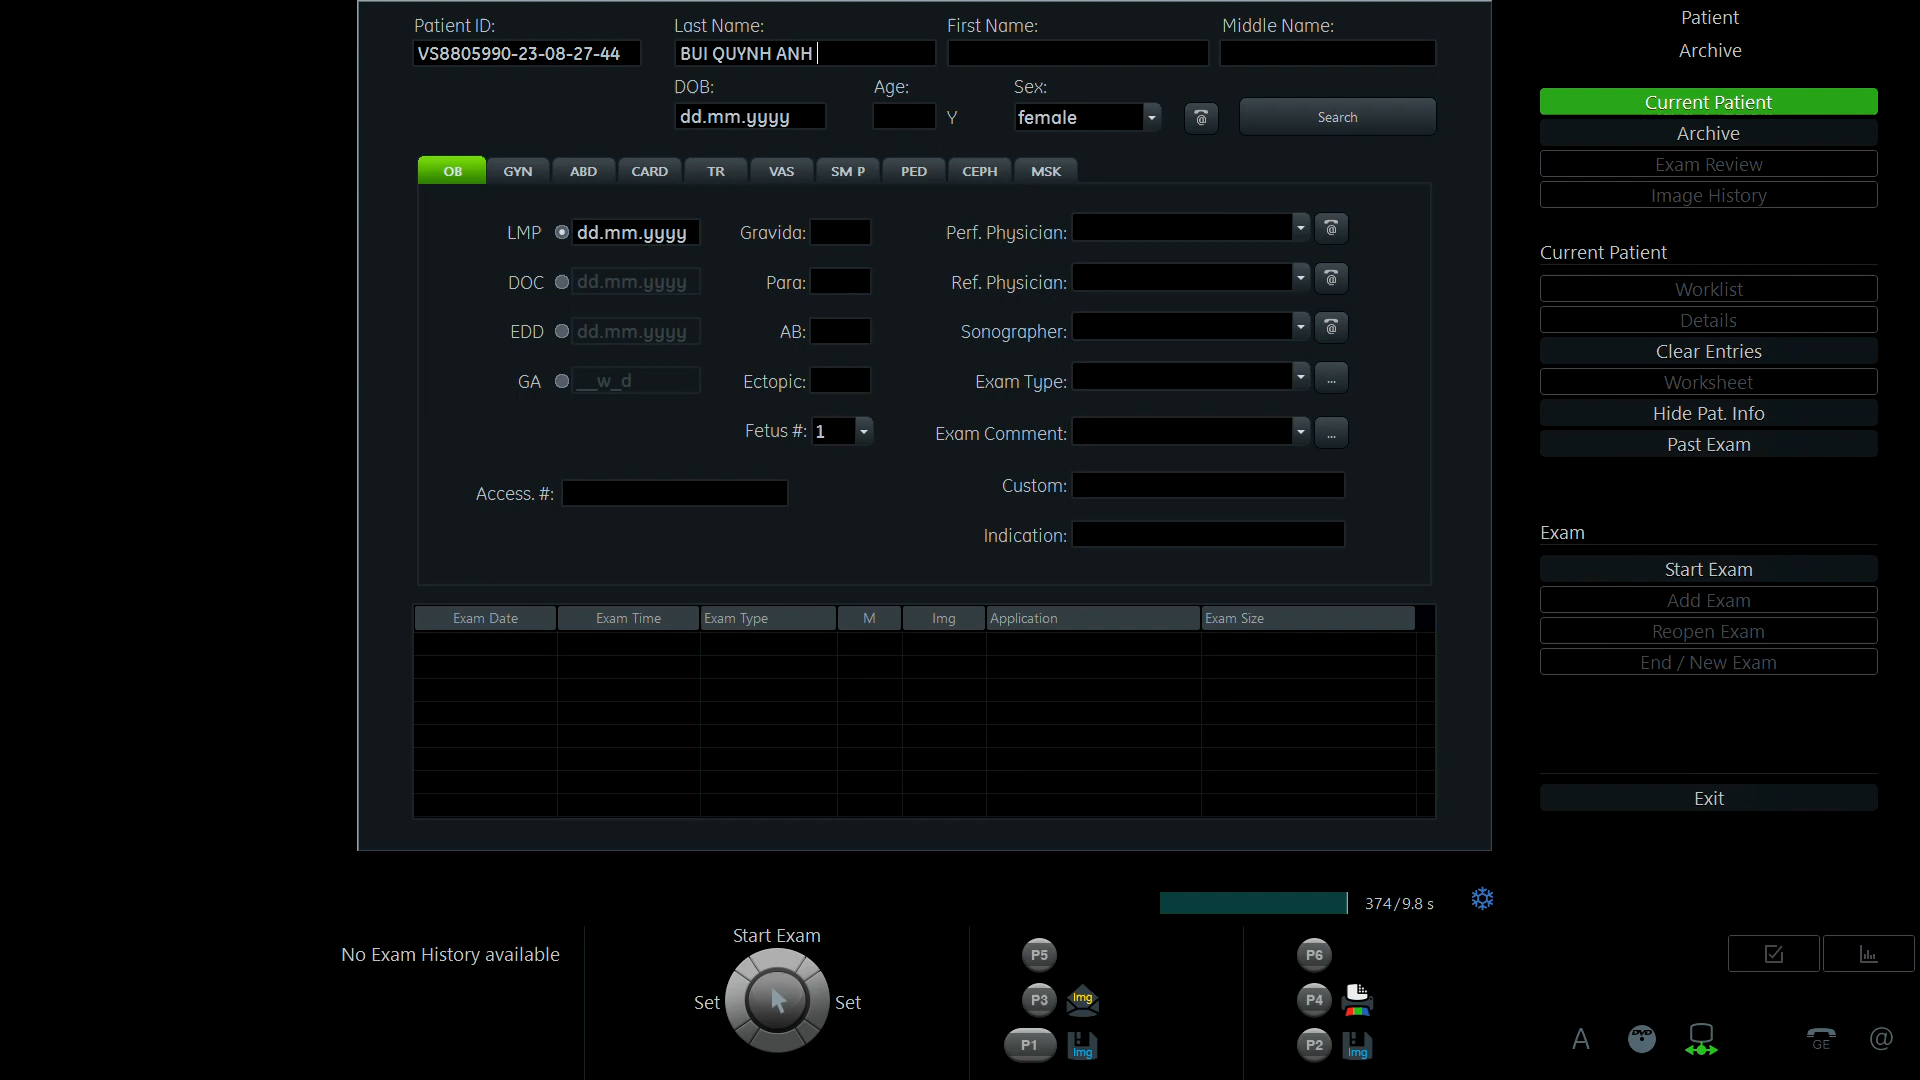 Patient ID: Last Name: First Name: Middle Name:
VS8805990-23-08-27-44 BUI QUYNH ANH
DOB: Age: Sex:
dd.mm.yyyy Y female @ Search
OB GYN ABD CARD TR VAS SM P PED CEPH MSK
LMP dd.mm.yyyy Gravida: Perf. Physician: @
DOC dd.mm.yyyy Para: Ref. Physician: @
EDD dd.mm.yyyy AB: Sonographer: @
GA __w_d Ectopic: Exam Type: ...
Fetus #: 1 Exam Comment: ...
Access. #: Custom:
Indication:
Exam Date Exam Time Exam Type M Img Application Exam Size
374/9.8 s
No Exam History available
Start Exam
Set Set
P5
P3 Img
P1 Img
P6
P4
P2 Img
Patient
Archive
Current Patient
Archive
Exam Review
Image History
Current Patient
Worklist
Details
Clear Entries
Worksheet
Hide Pat. Info
Past Exam
Exam
Start Exam
Add Exam
Reopen Exam
End / New Exam
Exit
A DVD GE @